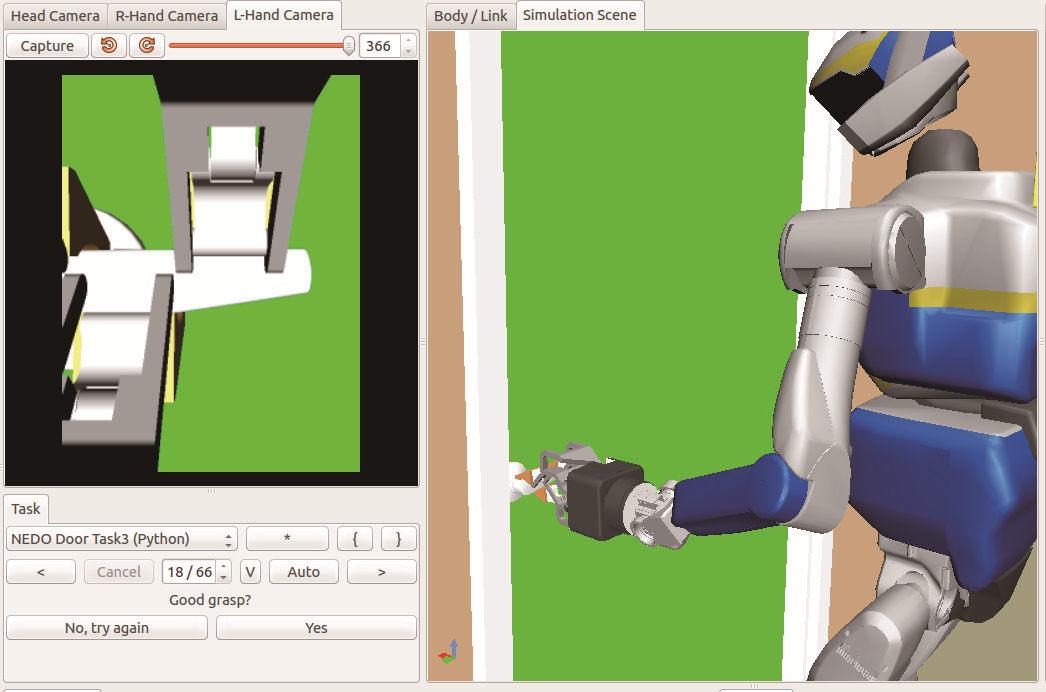 Head Camera R-Hand Camera L-Hand Camera
Capture 366
Task
NEDO Door Task3 (Python) * { }
< Cancel 18 / 66 V Auto >
Good grasp?
No, try again Yes
Body / Link Simulation Scene